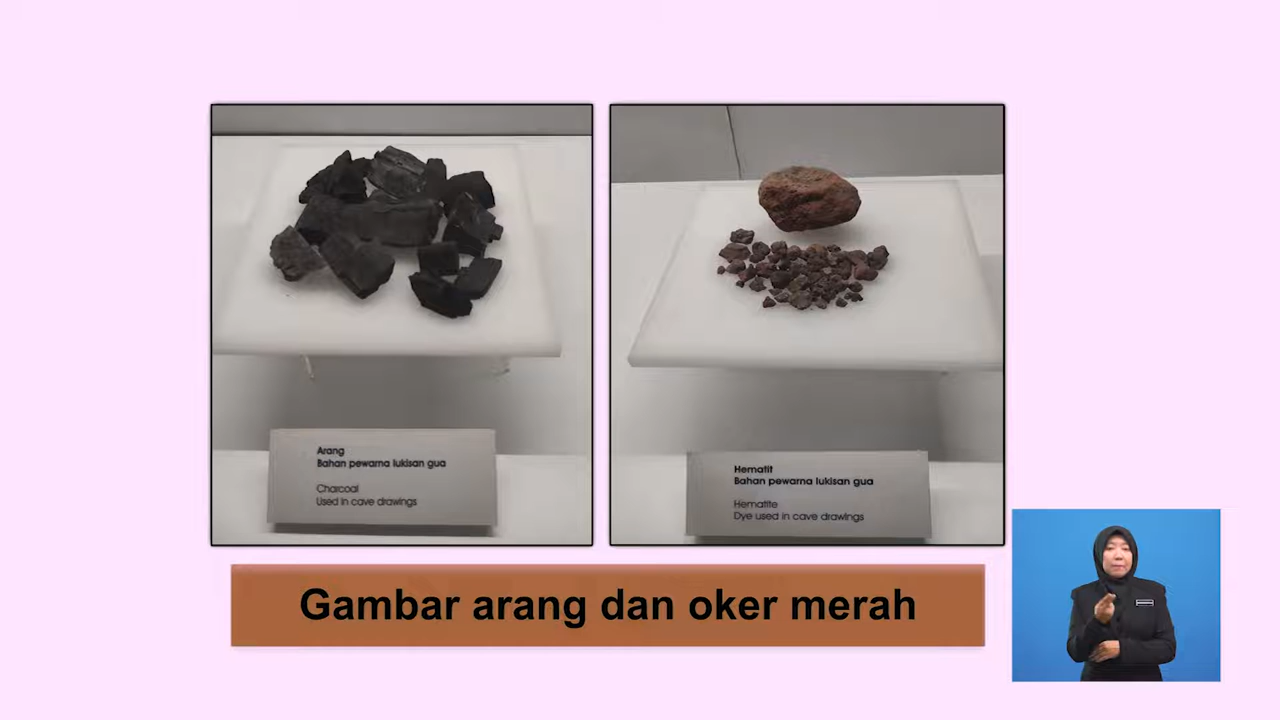 Arang
Bahan pewarna lukisan gua
Charcoal
Used in cave drawings
Hematit
Bahan pewarna lukisan gua
Hematite
Dye used in cave drawings
Gambar arang dan oker merah